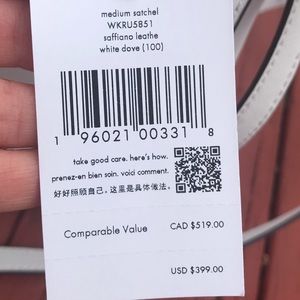 medium satchel
WKRU5851
saffiano leathe
white dove (100)
1 96021 00331 8
take good care. here's how.
prenez-en bien soin. void comment.
好好照顾自己。这里是具体做法。
Comparable Value CAD $519.00
USD $399.00